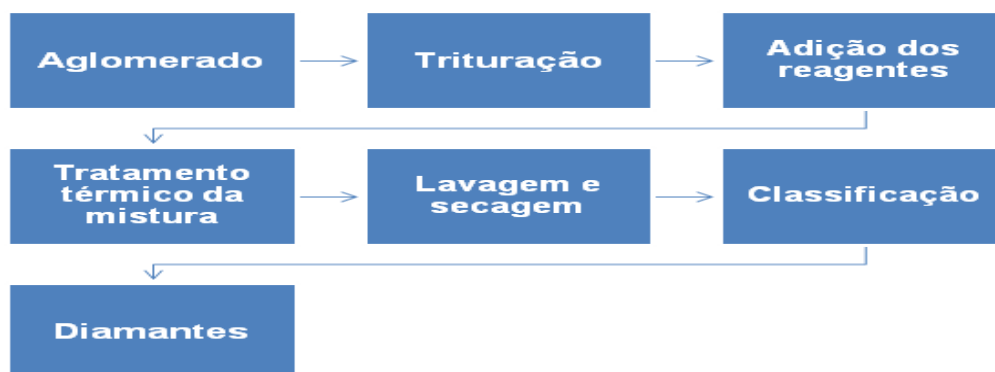 Aglomerado
Trituração
Adição dos
reagentes
Tratamento
térmico da
mistura
Lavagem e
secagem
Classificação
Diamantes